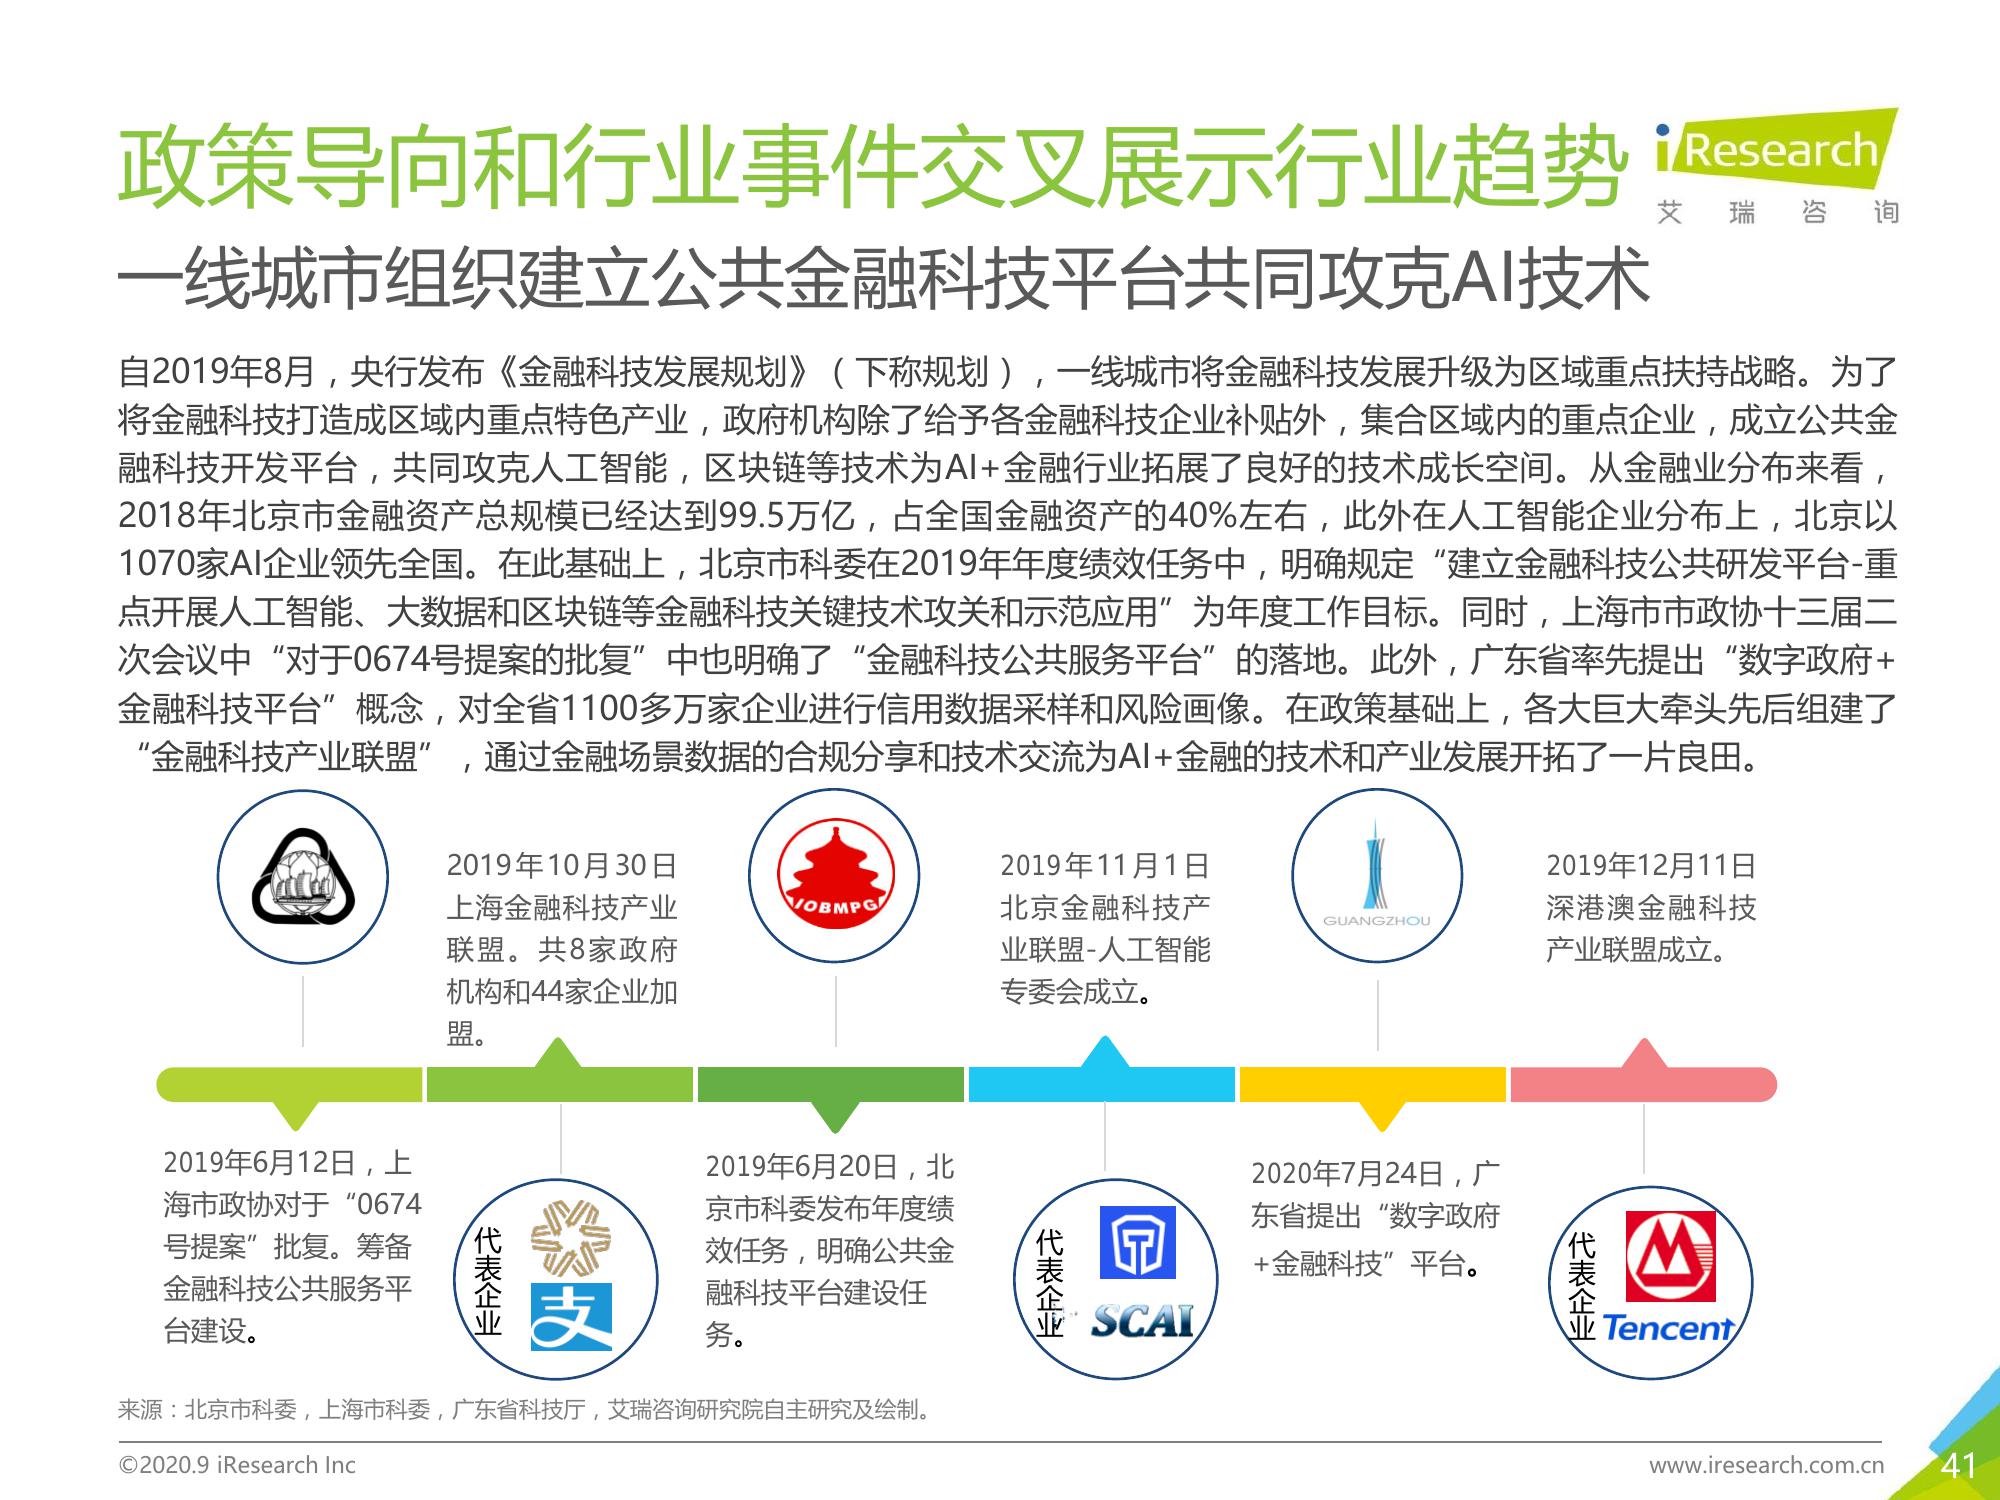 政策导向和行业事件交叉展示行业趋势
iResearch
艾瑞咨询
一线城市组织建立公共金融科技平台共同攻克AI技术
自2019年8月，央行发布《金融科技发展规划》（下称规划），一线城市将金融科技发展升级为区域重点扶持战略。为了
将金融科技打造成区域内重点特色产业，政府机构除了给予各金融科技企业补贴外，集合区域内的重点企业，成立公共金
融科技开发平台，共同攻克人工智能，区块链等技术为AI+金融行业拓展了良好的技术成长空间。从金融业分布来看，
2018年北京市金融资产总规模已经达到99.5万亿，占全国金融资产的40%左右，此外在人工智能企业分布上，北京以
1070家AI企业领先全国。在此基础上，北京市科委在2019年年度绩效任务中，明确规定“建立金融科技公共研发平台-重
点开展人工智能、大数据和区块链等金融科技关键技术攻关和示范应用”为年度工作目标。同时，上海市市政协十三届二
次会议中“对于0674号提案的批复”中也明确了“金融科技公共服务平台”的落地。此外，广东省率先提出“数字政府+
金融科技平台”概念，对全省1100多万家企业进行信用数据采样和风险画像。在政策基础上，各大巨大牵头先后组建了
“金融科技产业联盟”，通过金融场景数据的合规分享和技术交流为AI+金融的技术和产业发展开拓了一片良田。
2019年10月30日
上海金融科技产业
联盟。共8家政府
机构和44家企业加
盟。
IOBMPG
2019年11月1日
北京金融科技产
业联盟-人工智能
专委会成立。
GUANGZHOU
2019年12月11日
深港澳金融科技
产业联盟成立。
2019年6月12日，上
海市政协对于“0674
号提案”批复。筹备
金融科技公共服务平
台建设。
代表企业
支
2019年6月20日，北
京市科委发布年度绩
效任务，明确公共金
融科技平台建设任
务。
代表企业
SCAI
2020年7月24日，广
东省提出“数字政府
+金融科技”平台。
代表企业
Tencent
来源：北京市科委，上海市科委，广东省科技厅，艾瑞咨询研究院自主研究及绘制。
©2020.9 iResearch Inc
www.iresearch.com.cn
41